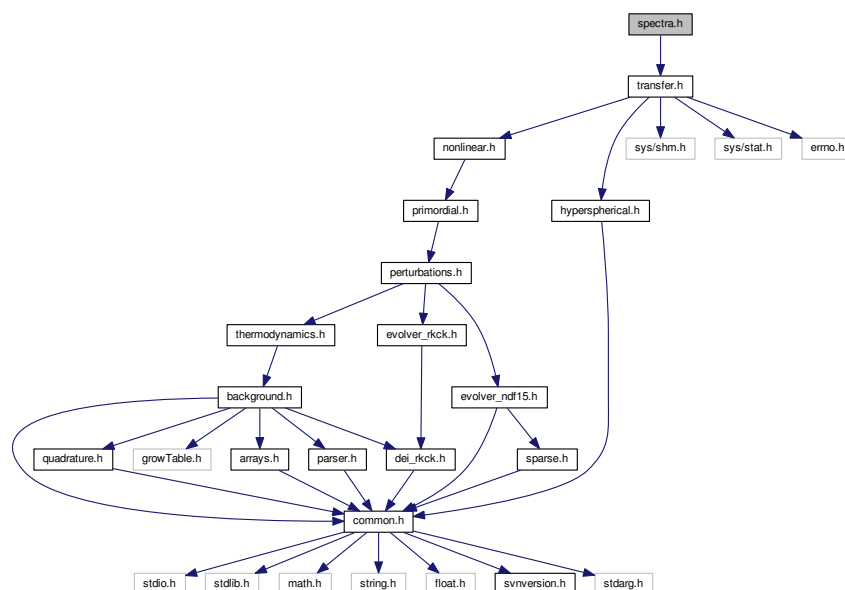 spectra.h
transfer.h
nonlinear.h
sys/shm.h
sys/stat.h
errno.h
primordial.h
hyperspherical.h
perturbations.h
thermodynamics.h
evolver_rkck.h
background.h
evolver_ndf15.h
quadrature.h
growTable.h
arrays.h
parser.h
dei_rkck.h
sparse.h
common.h
stdio.h
stdlib.h
math.h
string.h
float.h
svnversion.h
stdarg.h